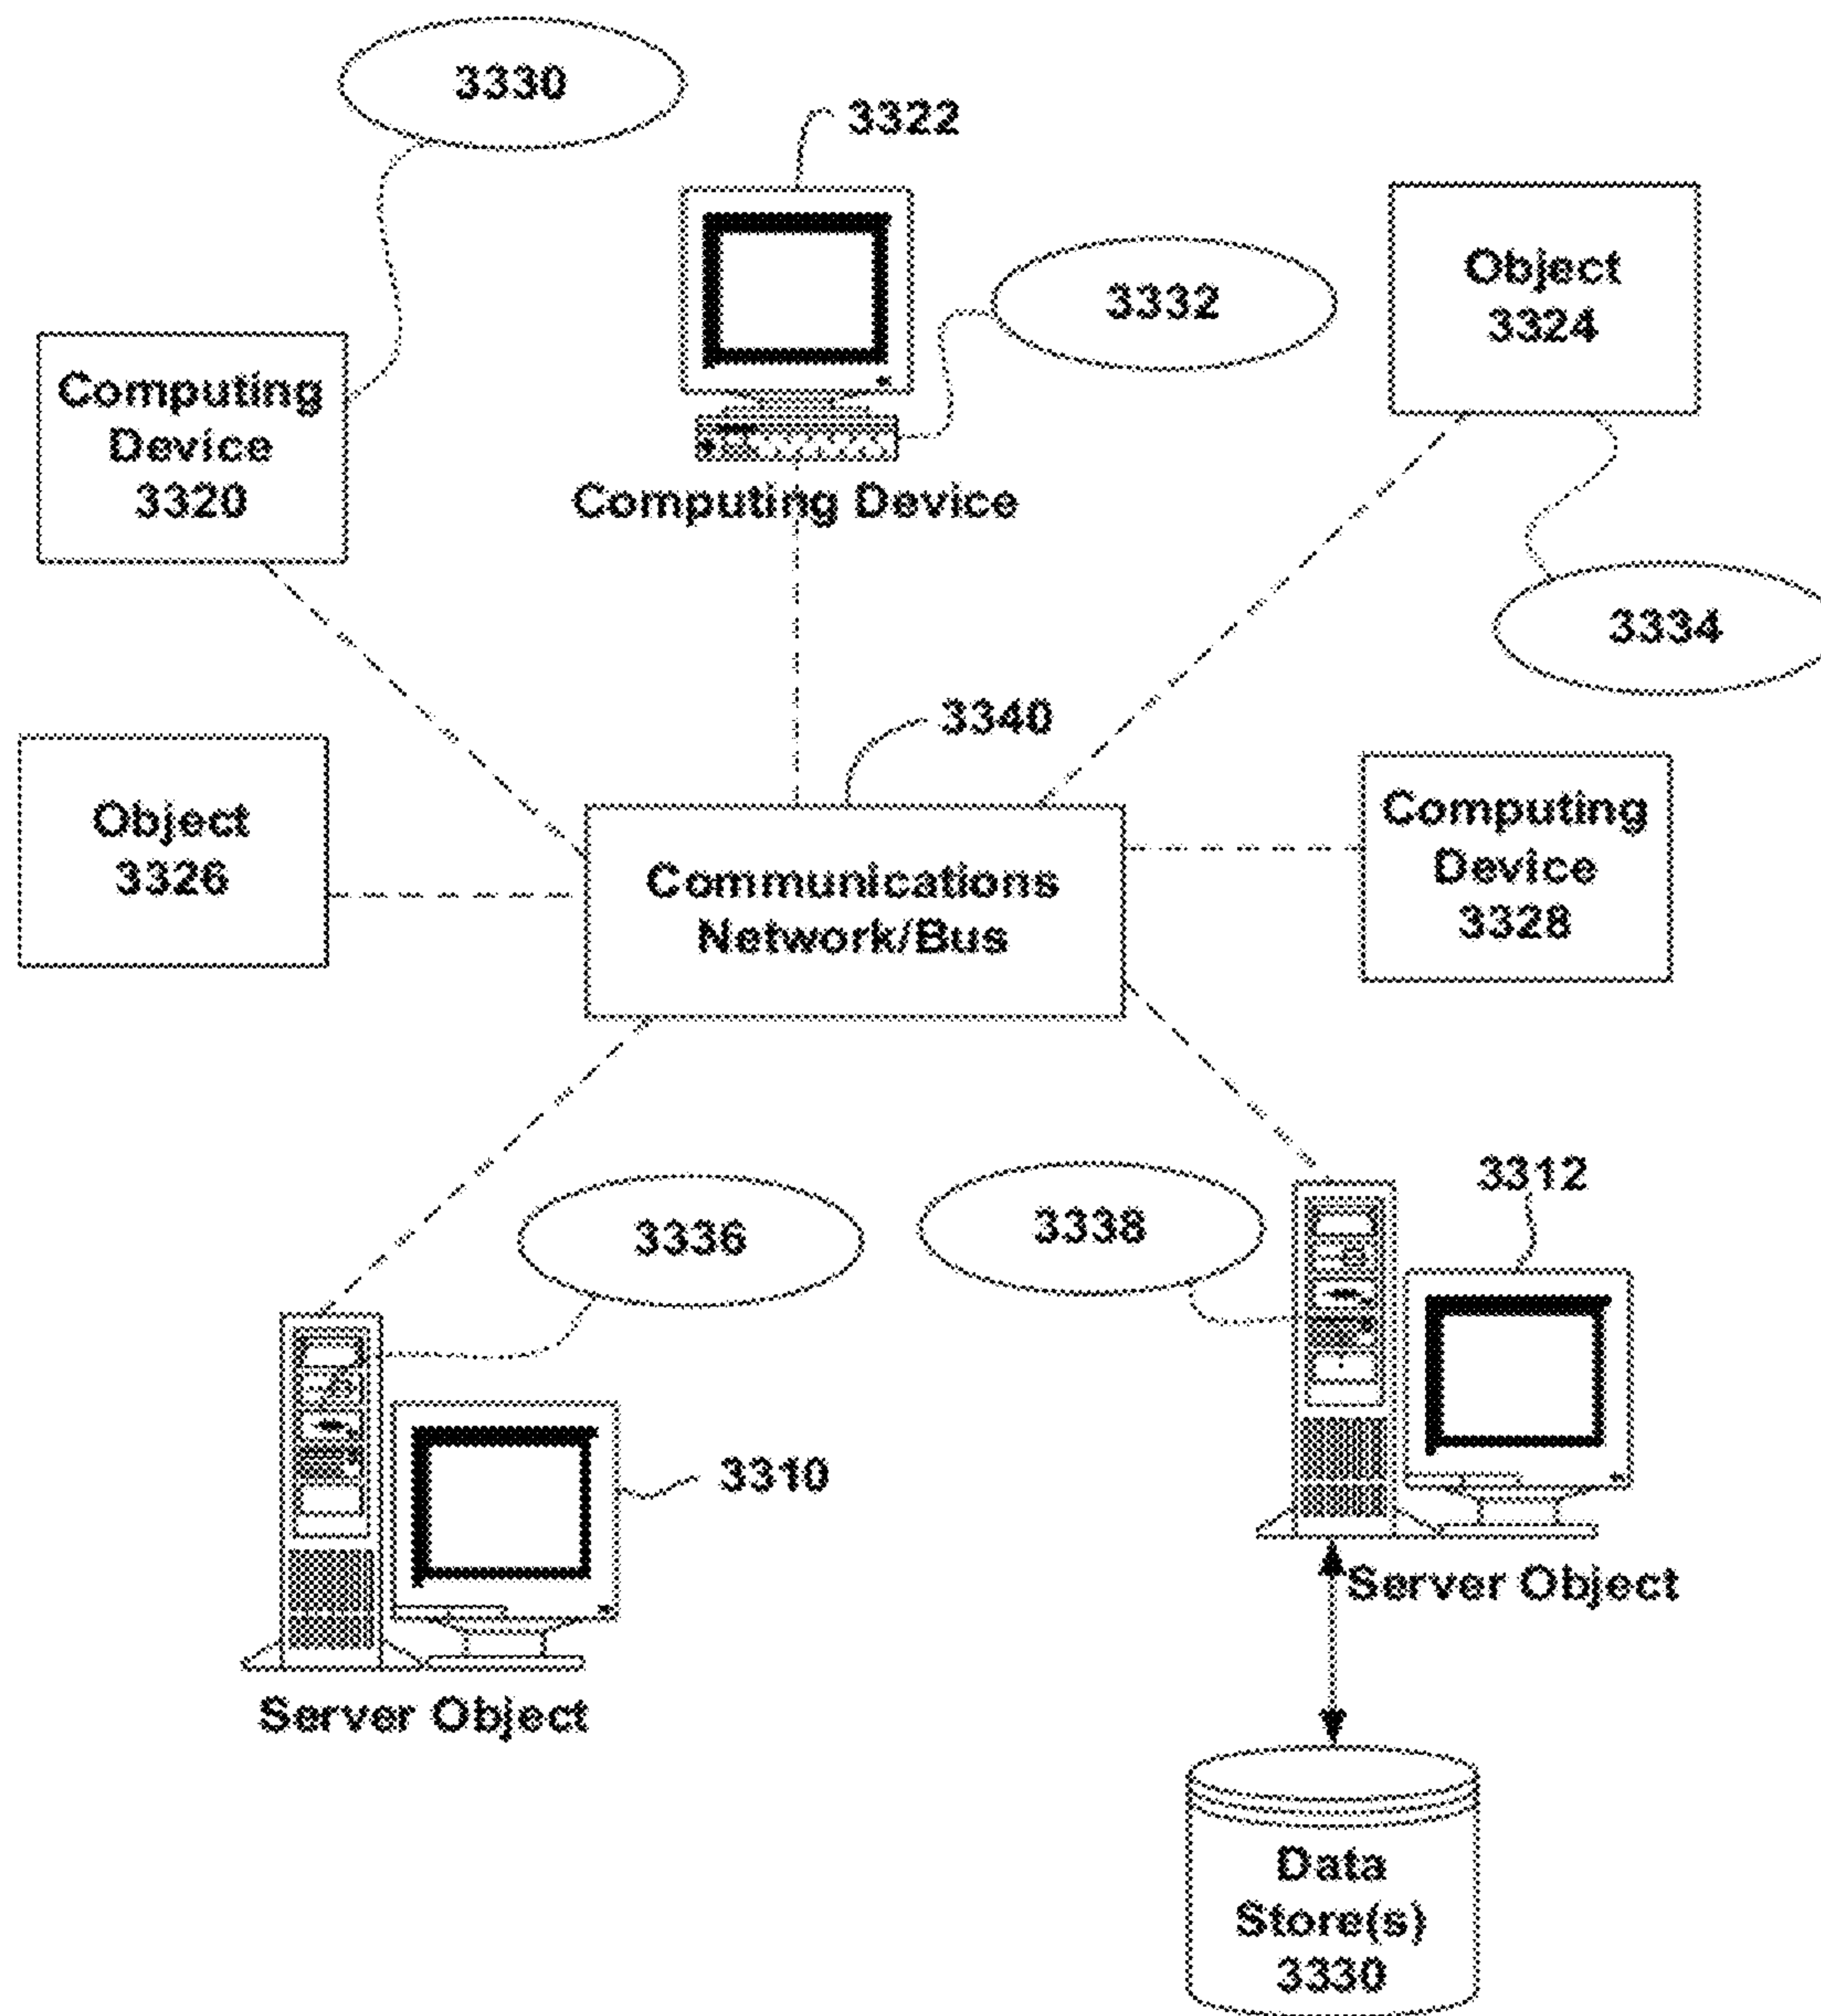 3330
3322
3332
Object
3324
Computing
Device
3320
Computing Device
3334
3340
Object
3326
Communications
Network/Bus
Computing
Device
3328
3336
3338
3312
3310
Server Object
Server Object
Data
Store(s)
3330